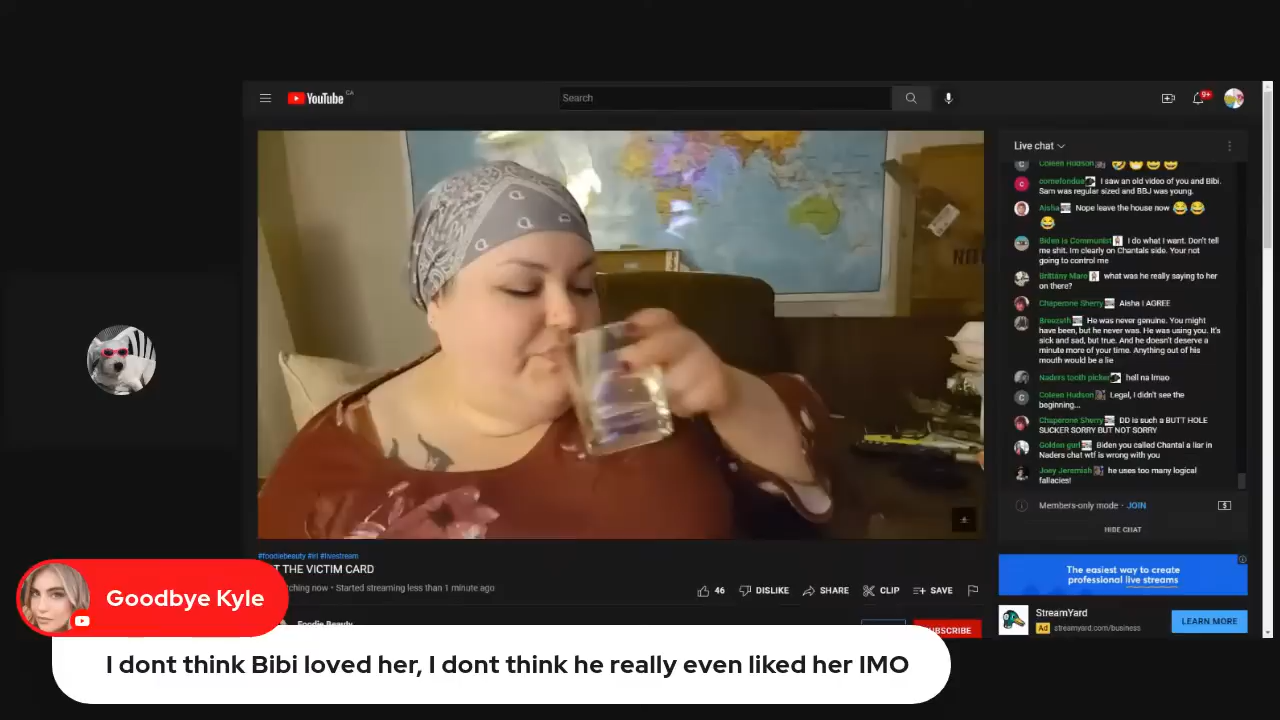 YouTube CA
Search
9+
Live chat
Coleen Hudson
I saw an old video of you and Bibi.
Sam was regular sized and BBJ was young.
Aisha Nope leave the house now
Biden is Communist I do what I want. Don't tell
me shit. Im clearly on Chantals side. Your not
going to control me
Brittany Maro what was he really saying to her
on there?
Chaperone Sherry Aisha I AGREE
Breezeth He was never genuine. You might
have been, but he never was. He was using you. It's
sick and sad, but true. And he doesn't deserve a
minute more of your time. Anything out of his
mouth would be a lie
Naders tooth picker hell na lmao
Coleen Hudson Legal, I didn't see the
beginning...
Chaperone Sherry DD is such a BUTT HOLE
SUCKER SORRY BUT NOT SORRY
Golden gurl Biden you called Chantal a liar in
Naders chat wtf is wrong with you
Joey Jeremish he uses too many logical
fallacies!
Members-only mode - JOIN
HIDE CHAT
#foodiebeauty #irl #livestream
THE VICTIM CARD
watching now • Started streaming less than 1 minute ago
46 DISLIKE SHARE CLIP SAVE
Foodie Beauty
SUBSCRIBE
The easiest way to create
professional live streams
StreamYard
Ad streamyard.com/business
LEARN MORE
Goodbye Kyle
I dont think Bibi loved her, I dont think he really even liked her IMO